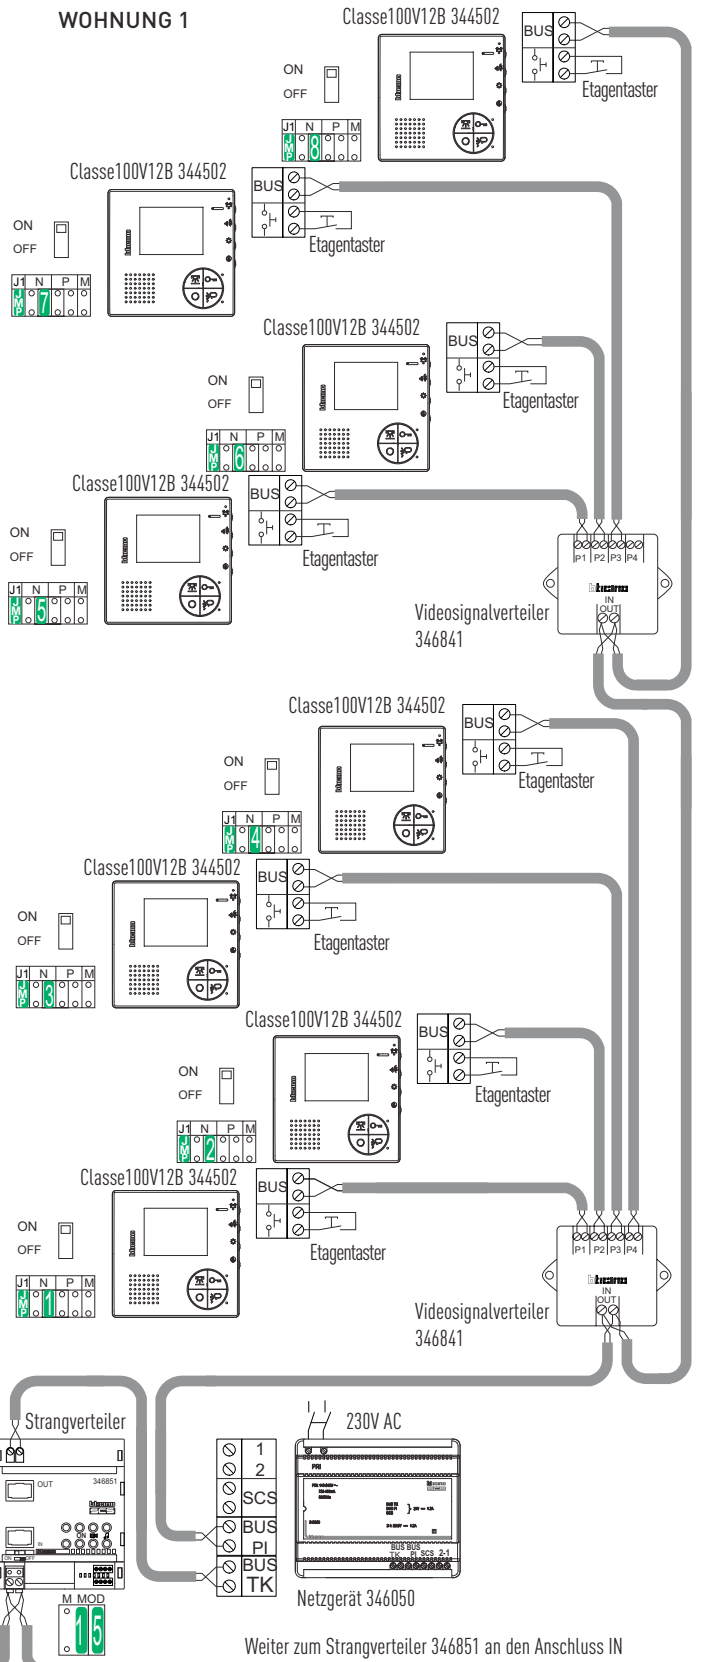 WOHNUNG 1
Classe100V12B 344502
BUS
ON
OFF
Etagentaster
J1 N P M
JMP 8
Classe100V12B 344502
BUS
ON
OFF
Etagentaster
J1 N P M
JMP 7
Classe100V12B 344502
BUS
ON
OFF
Etagentaster
J1 N P M
JMP 6
Classe100V12B 344502
BUS
ON
OFF
Etagentaster
J1 N P M
JMP 5
P1 P2 P3 P4
bticino
IN
OUT
Videosignalverteiler
346841
Classe100V12B 344502
BUS
ON
OFF
Etagentaster
J1 N P M
JMP 4
Classe100V12B 344502
BUS
ON
OFF
Etagentaster
J1 N P M
JMP 3
Classe100V12B 344502
BUS
ON
OFF
Etagentaster
J1 N P M
JMP 2
Classe100V12B 344502
BUS
ON
OFF
Etagentaster
J1 N P M
JMP 1
P1 P2 P3 P4
bticino
IN
OUT
Videosignalverteiler
346841
Strangverteiler
OUT 346851
IN
ON
ON OFF
M MOD
1 5
1
2
SCS
BUS
PI
BUS
TK
230V AC
PRI
BUS BUS
TK PI SCS 2-1
Netzgerät 346050
Weiter zum Strangverteiler 346851 an den Anschluss IN